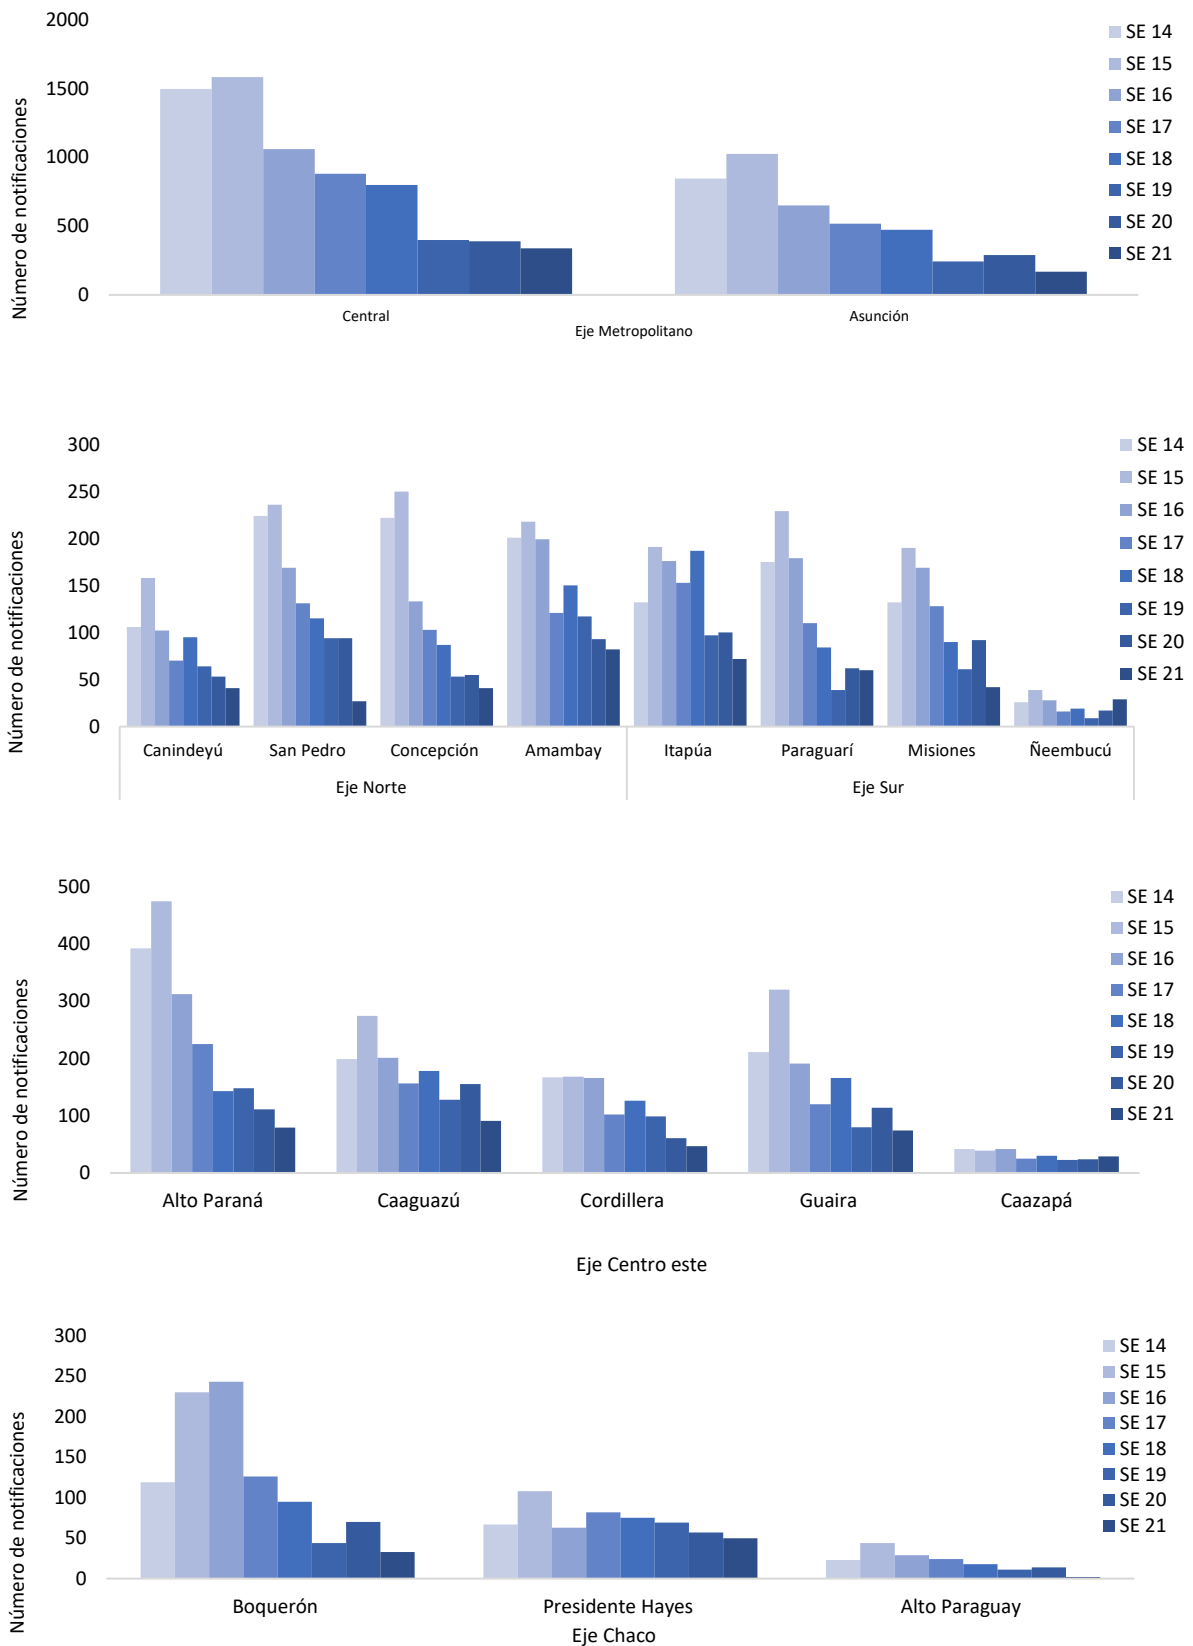 2000
1500
1000
500
0
Número de notificaciones
Central
Asunción
Eje Metropolitano
SE 14
SE 15
SE 16
SE 17
SE 18
SE 19
SE 20
SE 21
300
250
200
150
100
50
0
Número de notificaciones
Canindeyú
San Pedro
Concepción
Amambay
Itapúa
Paraguarí
Misiones
Ñeembucú
Eje Norte
Eje Sur
SE 14
SE 15
SE 16
SE 17
SE 18
SE 19
SE 20
SE 21
500
400
300
200
100
0
Número de notificaciones
Alto Paraná
Caaguazú
Cordillera
Guaira
Caazapá
Eje Centro este
SE 14
SE 15
SE 16
SE 17
SE 18
SE 19
SE 20
SE 21
300
250
200
150
100
50
0
Número de notificaciones
Boquerón
Presidente Hayes
Alto Paraguay
Eje Chaco
SE 14
SE 15
SE 16
SE 17
SE 18
SE 19
SE 20
SE 21